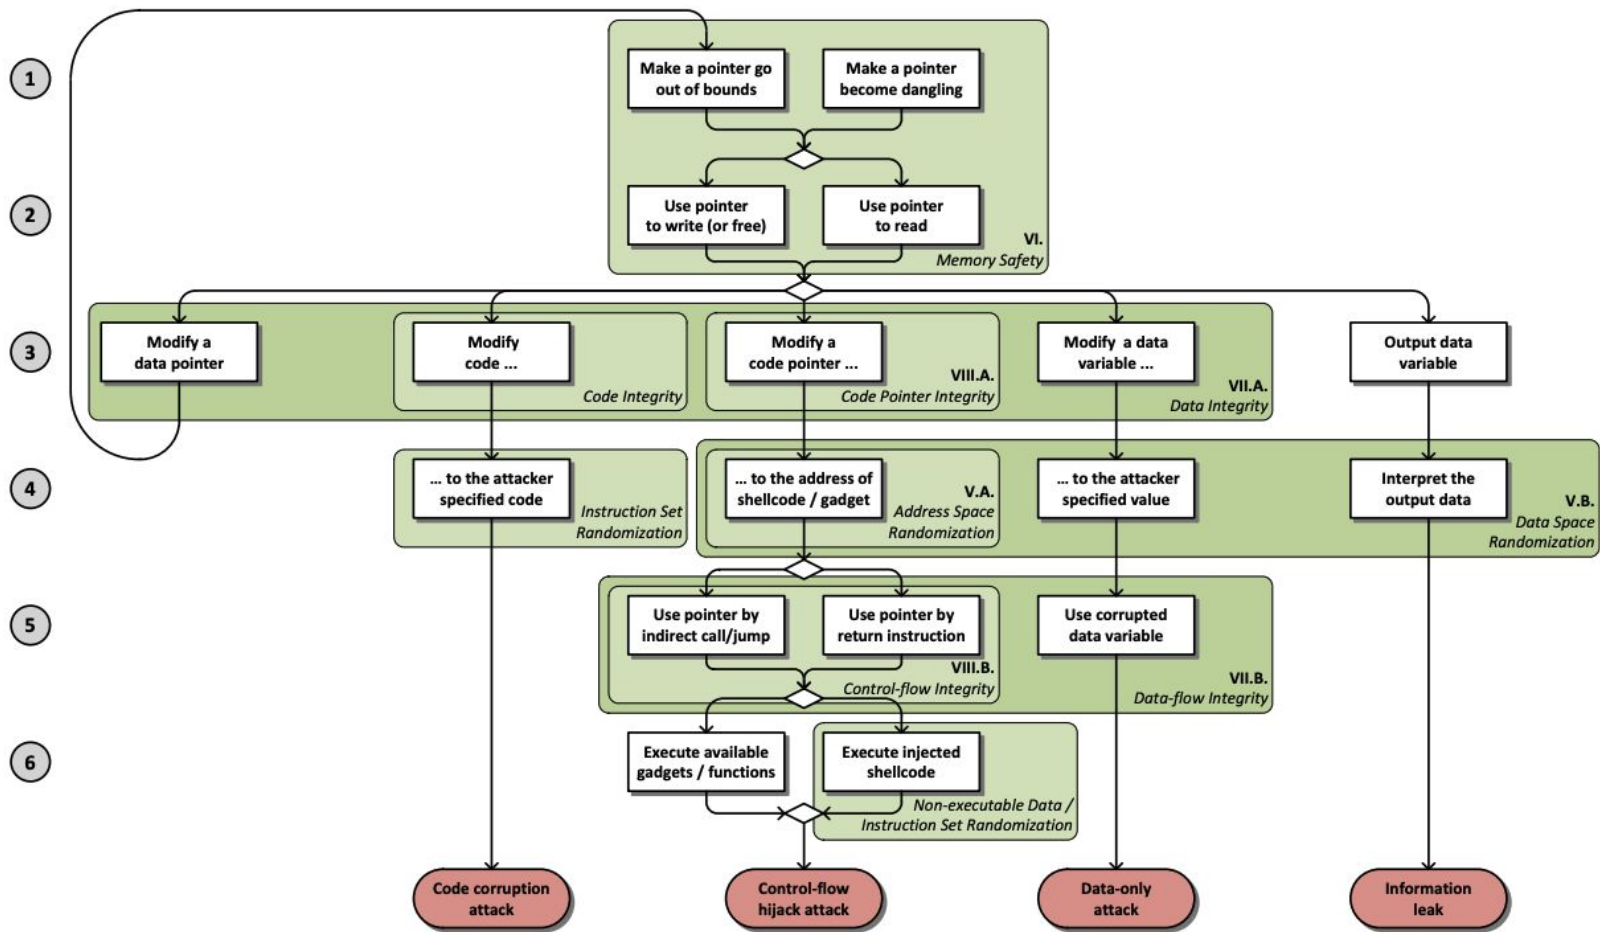 1
Make a pointer go
out of bounds
Make a pointer
become dangling
2
Use pointer
to write (or free)
Use pointer
to read
VI.
Memory Safety
3
Modify a
data pointer
Modify
code ...
Code Integrity
Modify a
code pointer ...
VIII.A.
Code Pointer Integrity
Modify  a data
variable ...
VII.A.
Data Integrity
Output data
variable
4
... to the attacker
specified code
Instruction Set
Randomization
... to the address of
shellcode / gadget
V.A.
Address Space
Randomization
... to the attacker
specified value
Interpret the
output data
V.B.
Data Space
Randomization
5
Use pointer by
indirect call/jump
Use pointer by
return instruction
VIII.B.
Control-flow Integrity
Use corrupted
data variable
VII.B.
Data-flow Integrity
6
Execute available
gadgets / functions
Execute injected
shellcode
Non-executable Data /
Instruction Set Randomization
Code corruption
attack
Control-flow
hijack attack
Data-only
attack
Information
leak